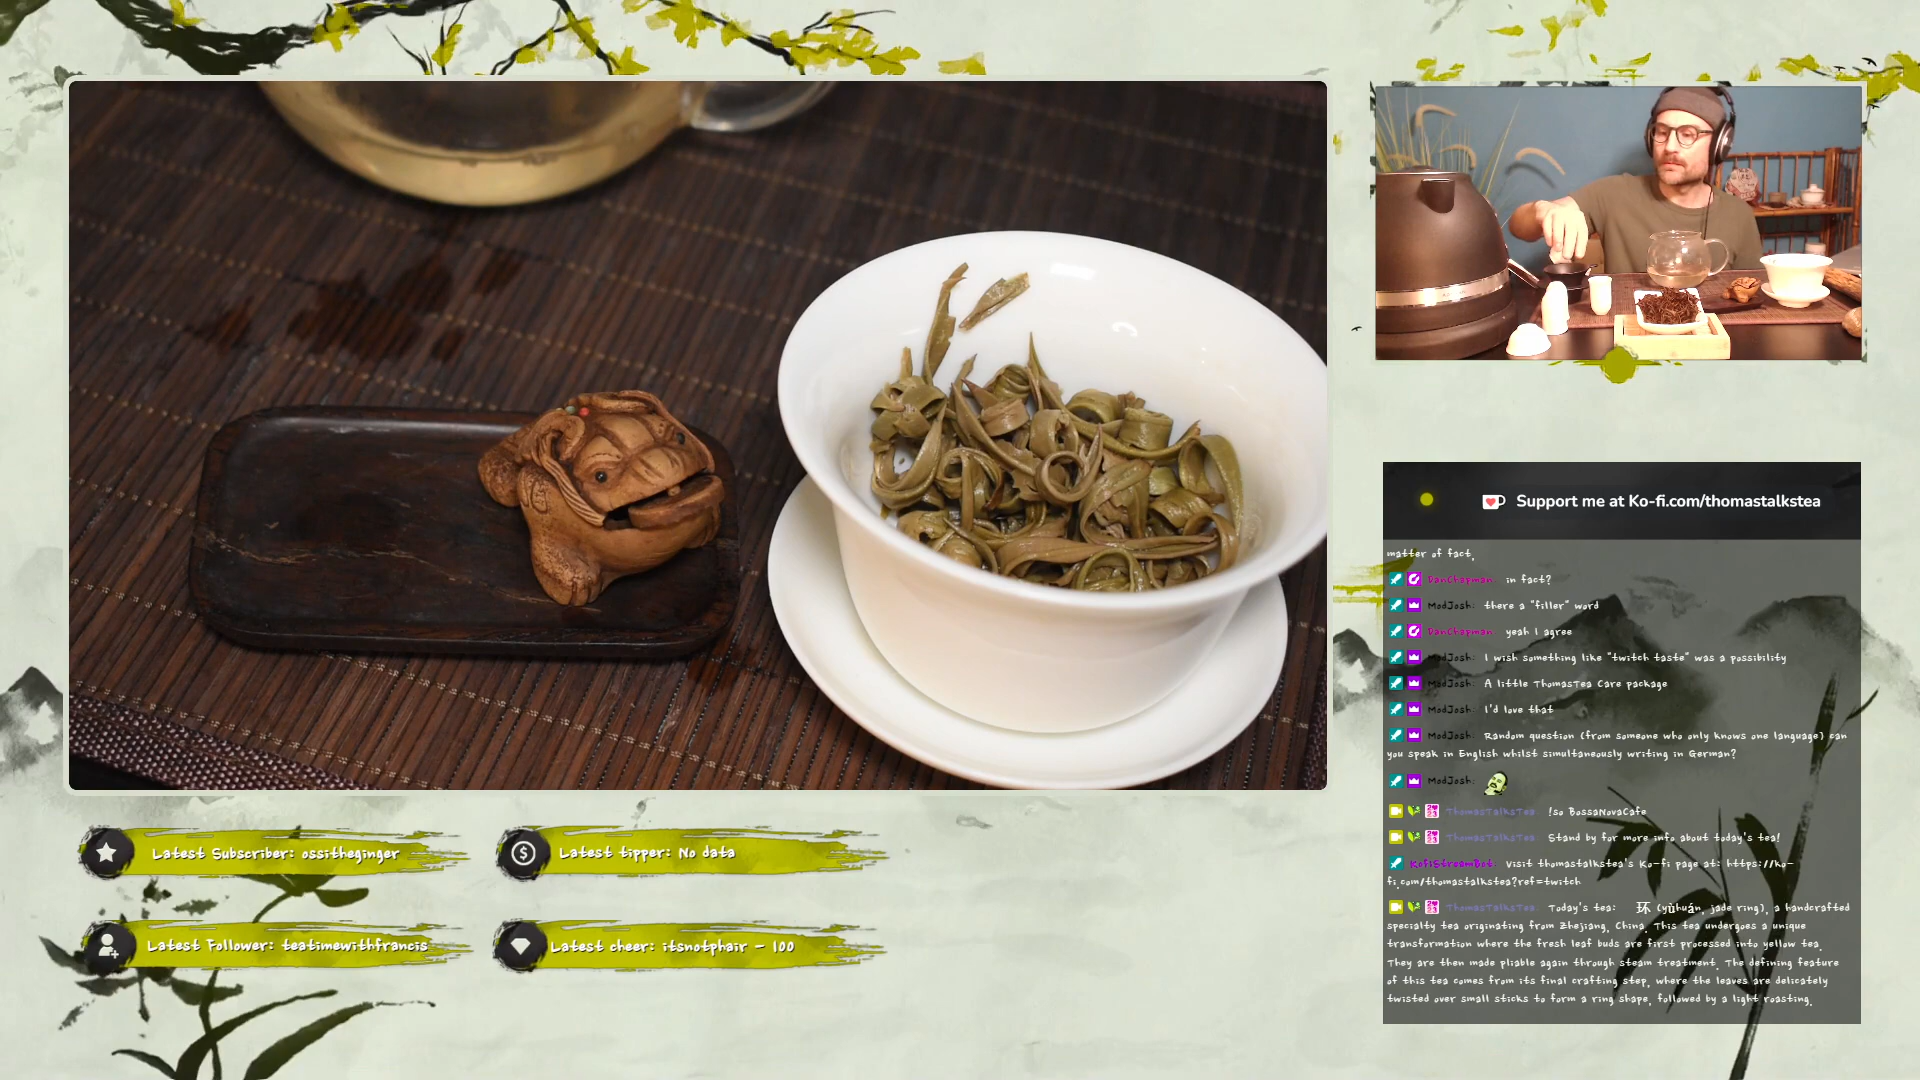 Support me at Ko-fi.com/thomastalkstea
matter of fact.
DanChapman: in fact?
ModJosh: there a "filler" word
DanChapman: yeah I agree
ModJosh: I wish something like "twitch taste" was a possibility
ModJosh: A little ThomasTea Care package
ModJosh: I'd love that
ModJosh: Random question (from someone who only knows one language) can
you speak in English whilst simultaneously writing in German?
ModJosh:
ThomasTalksTea: !so BossaNovaCafe
ThomasTalksTea: Stand by for more info about today's tea!
KofiStreamBot: Visit thomastalkstea's Ko-fi page at: https://ko-
fi.com/thomastalkstea?ref=twitch
ThomasTalksTea: Today's tea: 环 (yùhuán, jade ring), a handcrafted
specialty tea originating from Zhejiang, China. This tea undergoes a unique
transformation where the fresh leaf buds are first processed into yellow tea.
They are then made pliable again through steam treatment. The defining feature
of this tea comes from its final crafting step, where the leaves are delicately
twisted over small sticks to form a ring shape, followed by a light roasting.
Latest Subscriber: ossitheginger
Latest tipper: No data
Latest Follower: teatimewithfrancis
Latest cheer: itsnotphair - 100